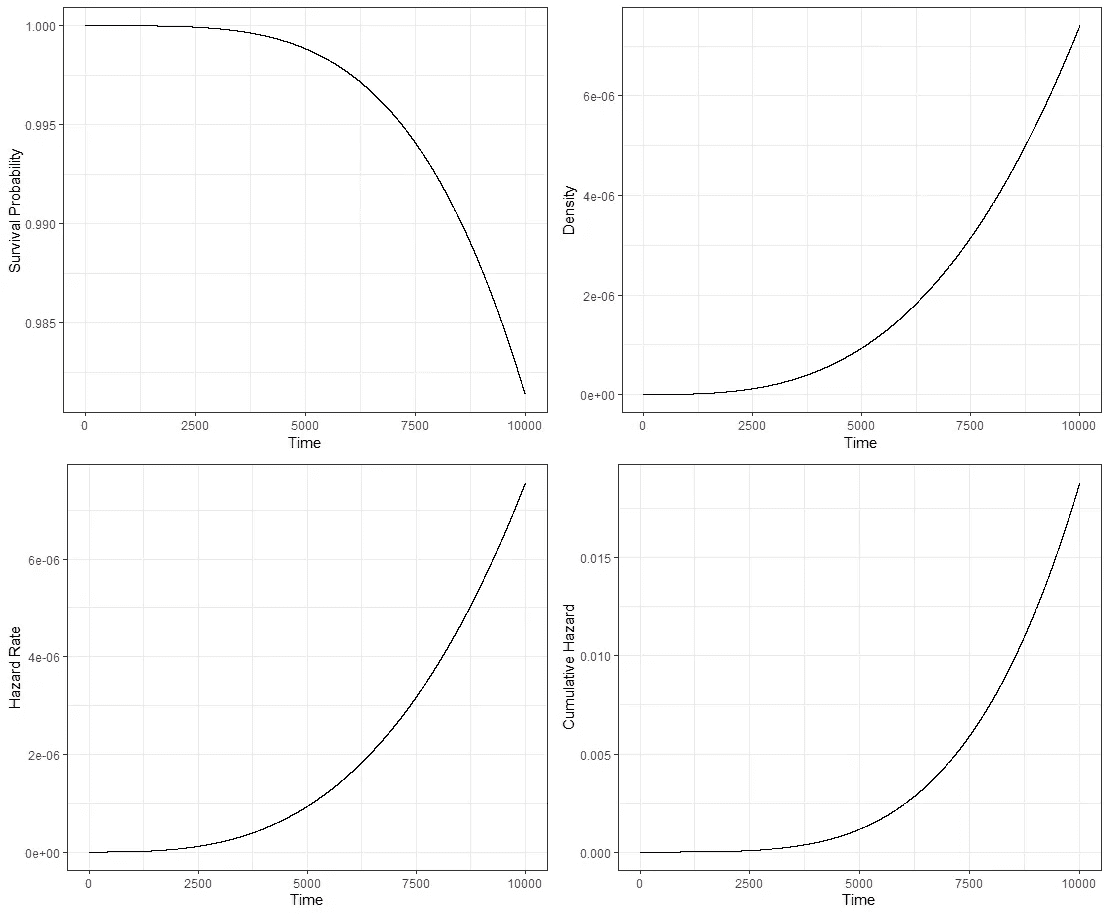 Survival Probability
1.000
0.995
0.990
0.985
0 2500 5000 7500 10000
Time
Density
6e-06
4e-06
2e-06
0e+00
0 2500 5000 7500 10000
Time
Hazard Rate
6e-06
4e-06
2e-06
0e+00
0 2500 5000 7500 10000
Time
Cumulative Hazard
0.015
0.010
0.005
0.000
0 2500 5000 7500 10000
Time